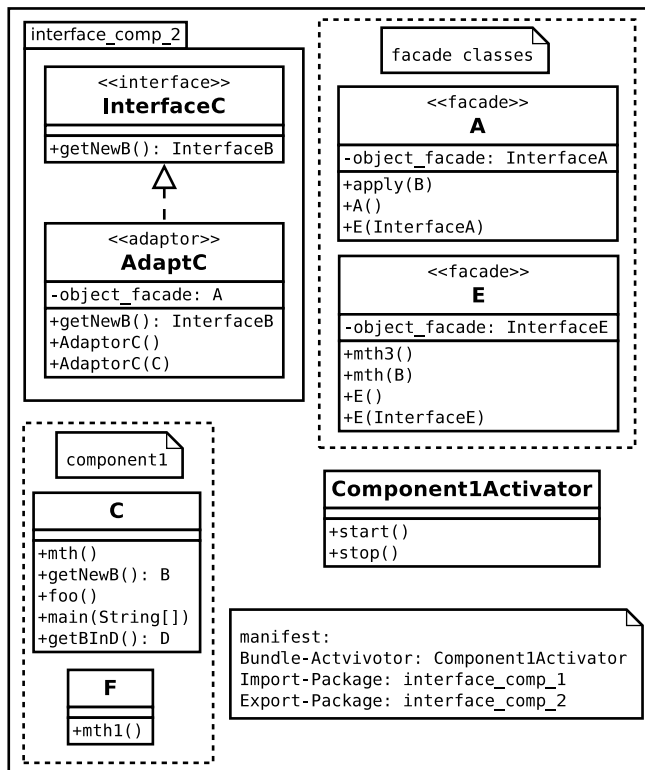 interface_comp_2
<<interface>>
InterfaceC
+getNewB(): InterfaceB
<<adaptor>>
AdaptC
-object_facade: A
+getNewB(): InterfaceB
+AdaptorC()
+AdaptorC(C)
facade classes
<<facade>>
A
-object_facade: InterfaceA
+apply(B)
+A()
+E(InterfaceA)
<<facade>>
E
-object_facade: InterfaceE
+mth3()
+mth(B)
+E()
+E(InterfaceE)
component1
C
+mth()
+getNewB(): B
+foo()
+main(String[])
+getBInD(): D
F
+mth1()
Component1Activator
+start()
+stop()
manifest:
Bundle-Actvivotor: Component1Activator
Import-Package: interface_comp_1
Export-Package: interface_comp_2